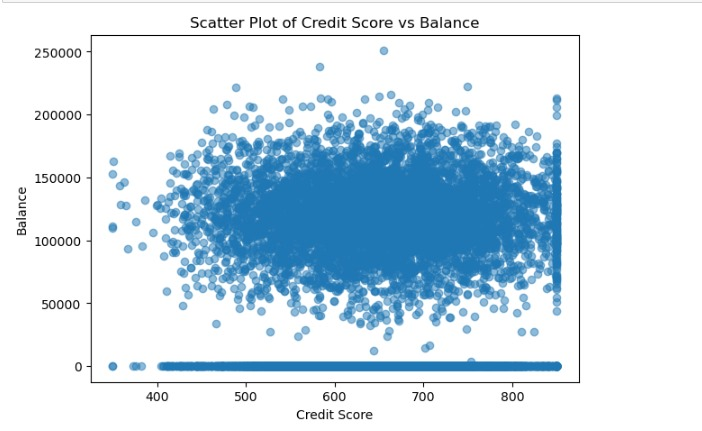 Scatter Plot of Credit Score vs Balance
250000
200000
150000
100000
50000
0
Balance
400 500 600 700 800
Credit Score